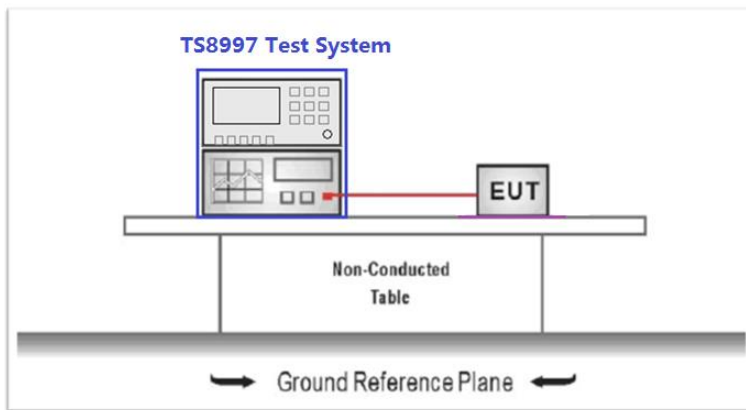 TS8997 Test System
EUT
Non-Conducted
Table
Ground Reference Plane